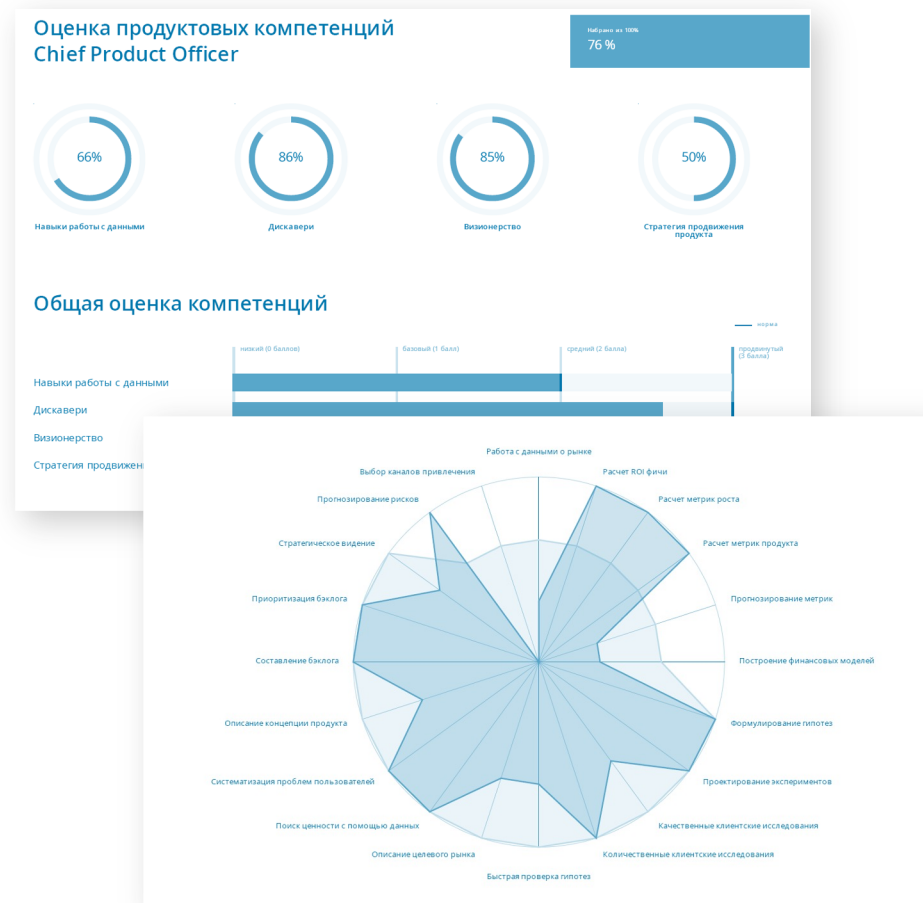 Оценка продуктовых компетенций
Chief Product Officer
Набрано из 100%
76 %
66%
86%
85%
50%
Навыки работы с данными
Дискавери
Визионерство
Стратегия продвижения
продукта
Общая оценка компетенций
норма
низкий (0 баллов)
базовый (1 балл)
средний (2 балла)
продвинутый
(3 балла)
Навыки работы с данными
Дискавери
Визионерство
Стратегия
Работа с данными о рынке
Выбор каналов привлечения
Расчет ROI фичи
Прогнозирование рисков
Расчет метрик роста
Стратегическое видение
Расчет метрик продукта
Приоритизация бэклога
Прогнозирование метрик
Составление бэклога
Построение финансовых моделей
Описание концепции продукта
Формулирование гипотез
Систематизация проблем пользователей
Проектирование экспериментов
Поиск ценности с помощью данных
Качественные клиентские исследования
Описание целевого рынка
Количественные клиентские исследования
Быстрая проверка гипотез